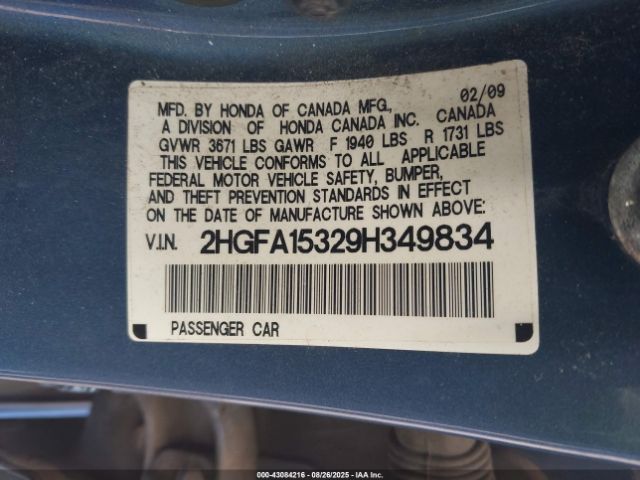 02/09
MFD. BY HONDA OF CANADA MFG., CANADA
A DIVISION OF HONDA CANADA INC.
GVWR 3671 LBS GAWR F 1940 LBS R 1731 LBS
THIS VEHICLE CONFORMS TO ALL APPLICABLE
FEDERAL MOTOR VEHICLE SAFETY, BUMPER,
AND THEFT PREVENTION STANDARDS IN EFFECT
ON THE DATE OF MANUFACTURE SHOWN ABOVE:
V.I.N. 2HGFA15329H349834
PASSENGER CAR
000-43084216 - 08/26/2025 - IAA Inc.